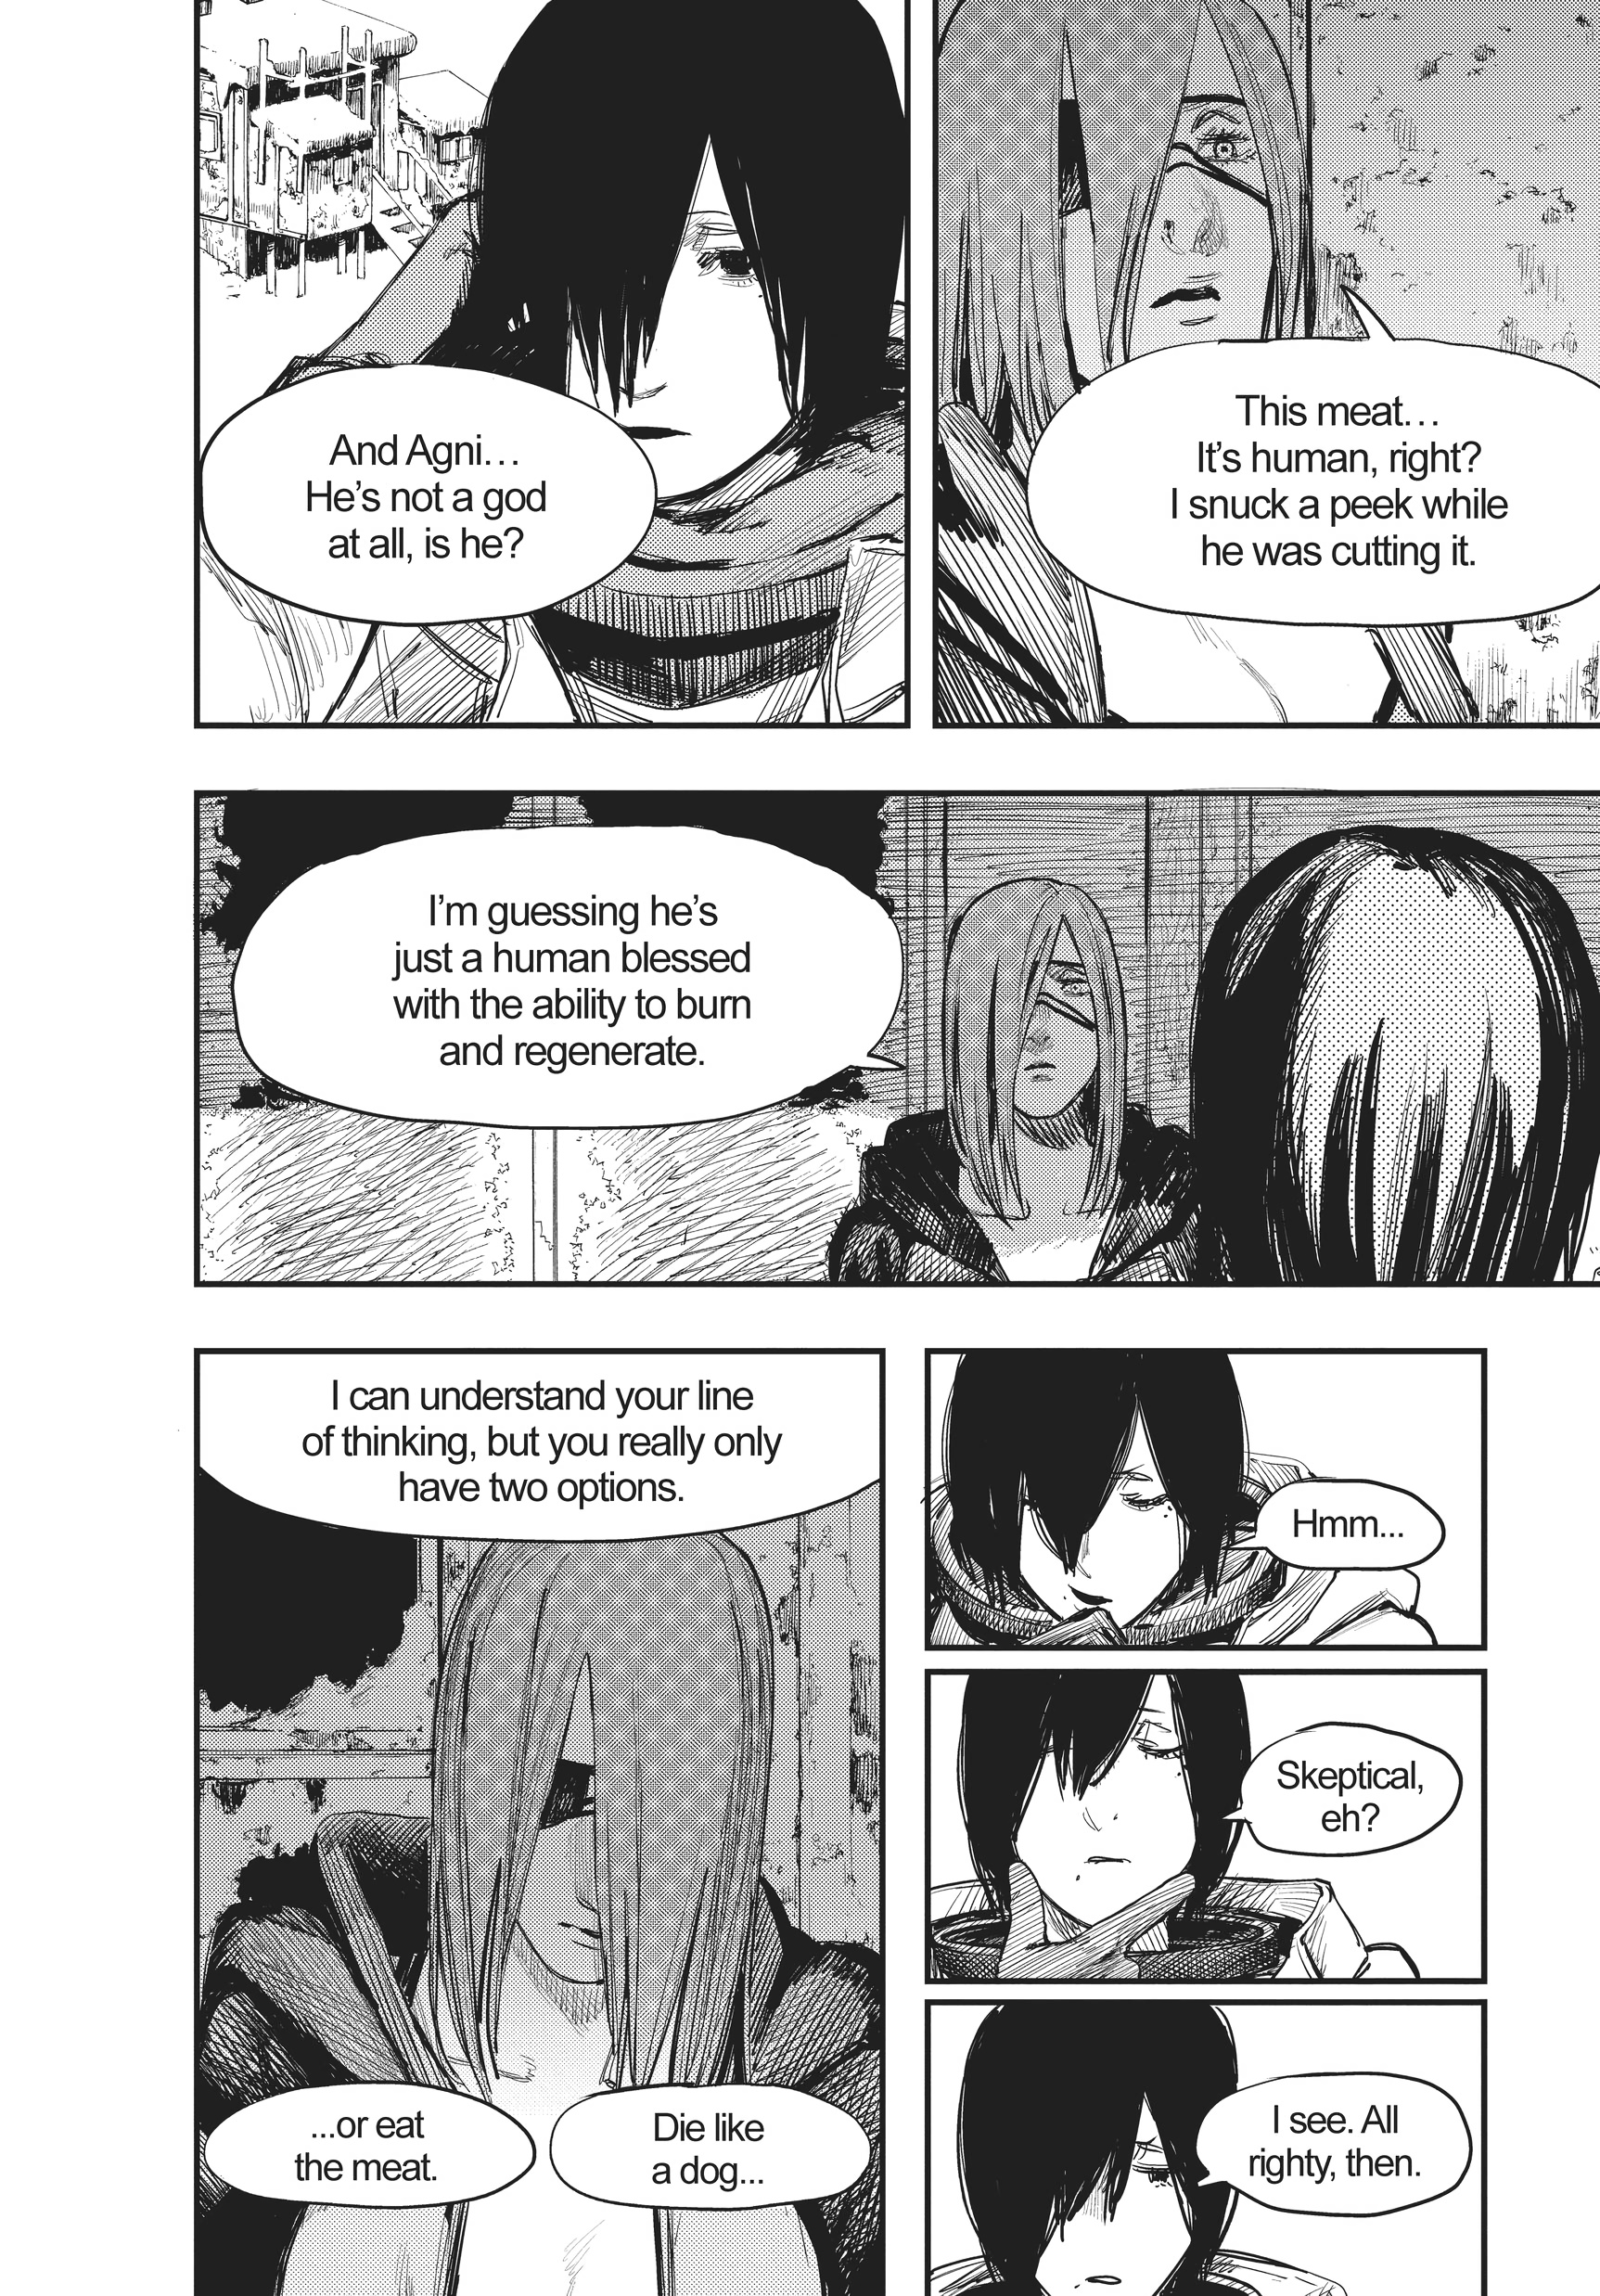 This meat…
It's human, right?
I snuck a peek while
he was cutting it.
And Agni…
He's not a god
at all, is he?
I'm guessing he's
just a human blessed
with the ability to burn
and regenerate.
Hmm...
Skeptical,
eh?
I see. All
righty, then.
I can understand your line
of thinking, but you really only
have two options.
Die like
a dog...
...or eat
the meat.